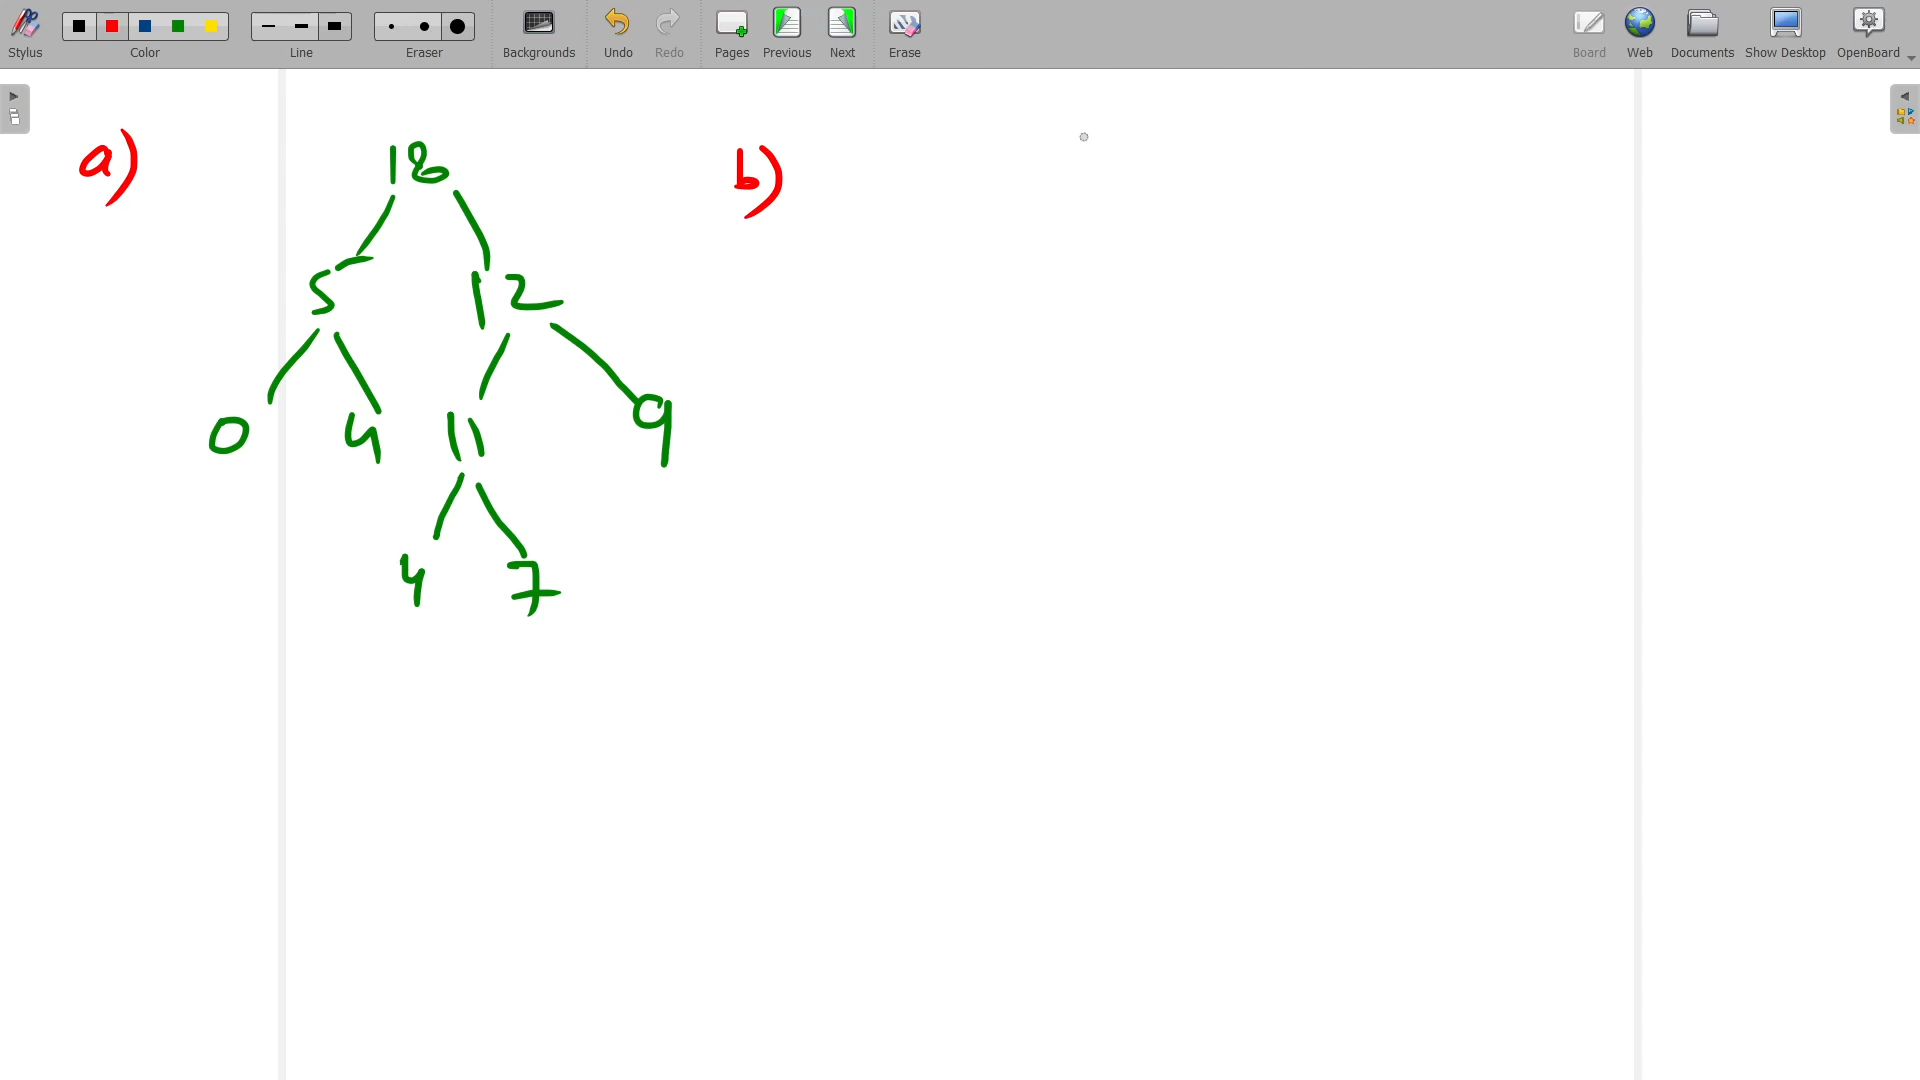 Stylus Color Line Eraser Backgrounds Undo Redo Pages Previous Next Erase Board Web Documents Show Desktop OpenBoard
a) 18 b)
5 12
0 4 11 9
4 7